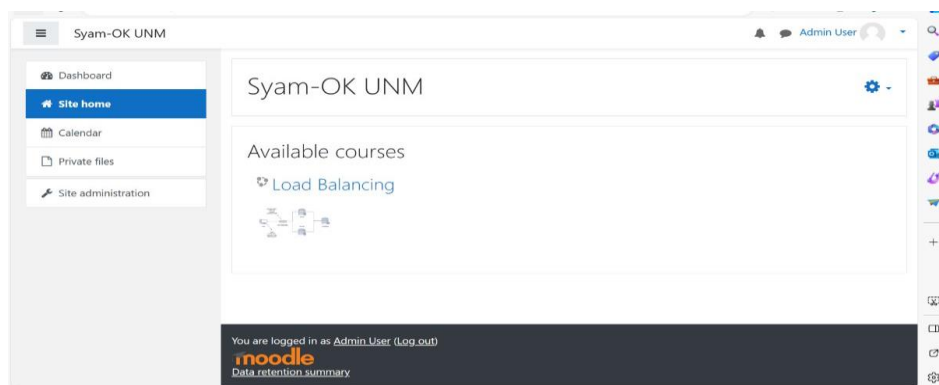 Syam-OK UNM
Admin User
Dashboard
Site home
Calendar
Private files
Site administration
Syam-OK UNM
Available courses
Load Balancing
You are logged in as Admin User (Log out)
moodle
Data retention summary